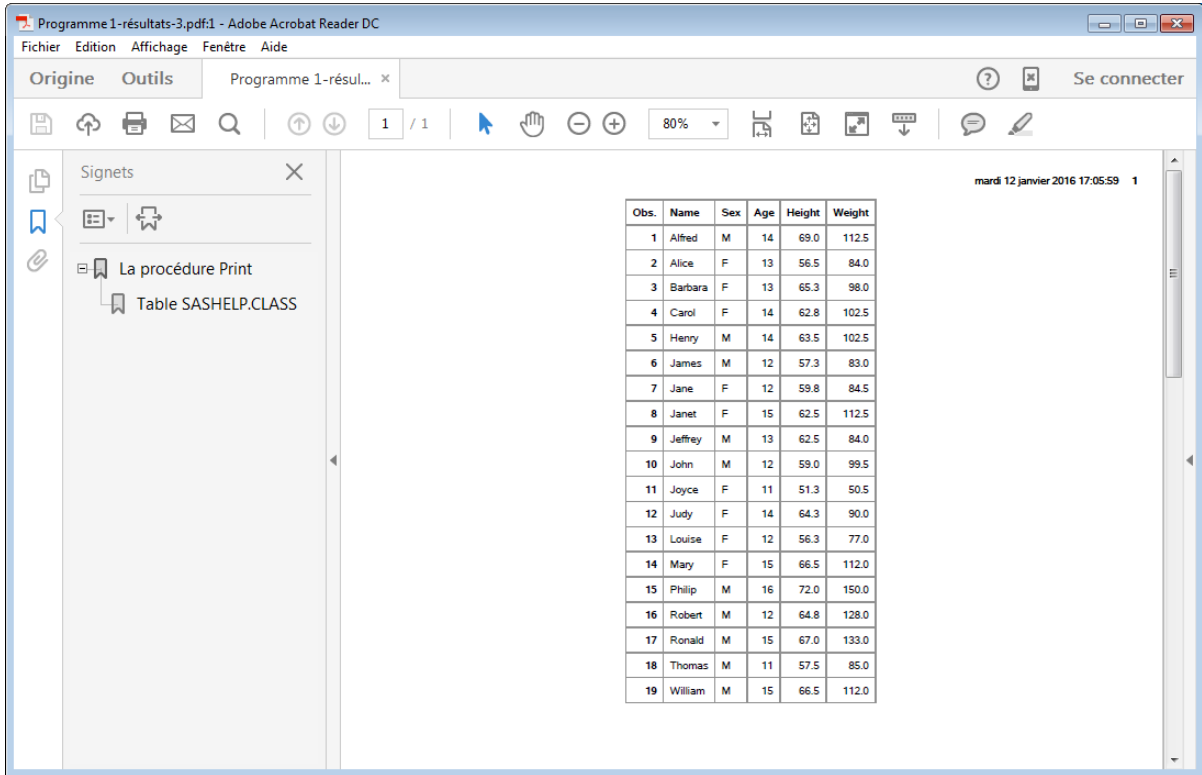 Programme 1-résultats-3.pdf:1 - Adobe Acrobat Reader DC
Fichier Edition Affichage Fenêtre Aide
Origine Outils Programme 1-résul... × ? Se connecter
1 / 1 80%
Signets
mardi 12 janvier 2016 17:05:59 1
La procédure Print
Table SASHELP.CLASS
Obs. Name Sex Age Height Weight
1 Alfred M 14 69.0 112.5
2 Alice F 13 56.5 84.0
3 Barbara F 13 65.3 98.0
4 Carol F 14 62.8 102.5
5 Henry M 14 63.5 102.5
6 James M 12 57.3 83.0
7 Jane F 12 59.8 84.5
8 Janet F 15 62.5 112.5
9 Jeffrey M 13 62.5 84.0
10 John M 12 59.0 99.5
11 Joyce F 11 51.3 50.5
12 Judy F 14 64.3 90.0
13 Louise F 12 56.3 77.0
14 Mary F 15 66.5 112.0
15 Philip M 16 72.0 150.0
16 Robert M 12 64.8 128.0
17 Ronald M 15 67.0 133.0
18 Thomas M 11 57.5 85.0
19 William M 15 66.5 112.0